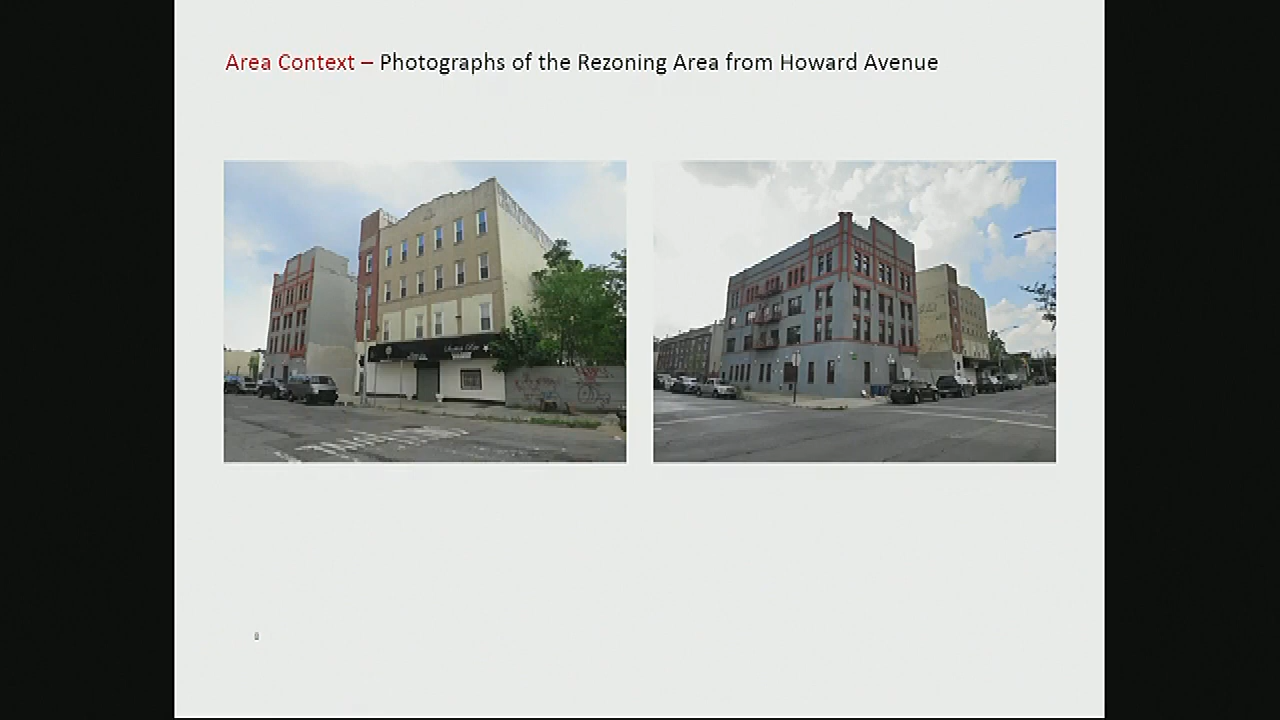 Area Context – Photographs of the Rezoning Area from Howard Avenue